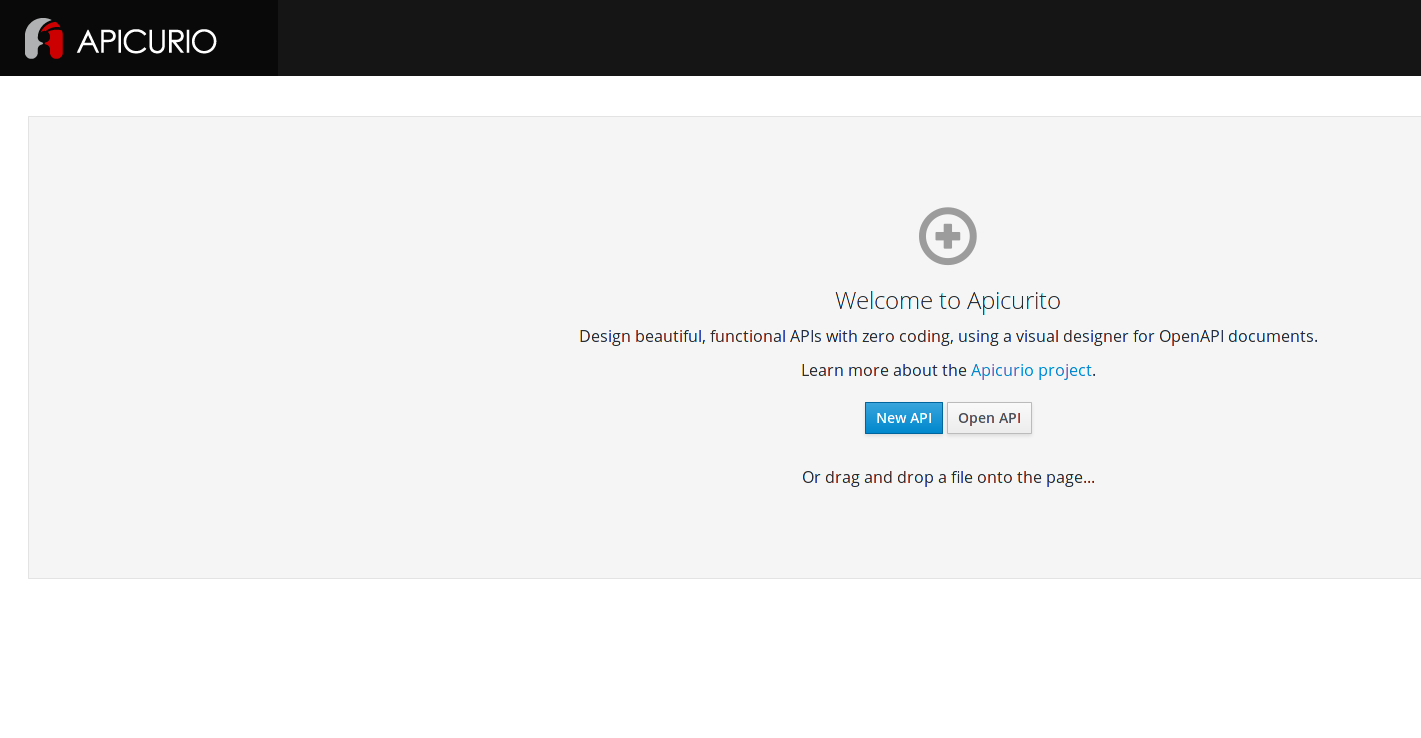 APICURIO
Welcome to Apicurito
Design beautiful, functional APIs with zero coding, using a visual designer for OpenAPI documents.
Learn more about the Apicurio project.
New API Open API
Or drag and drop a file onto the page...